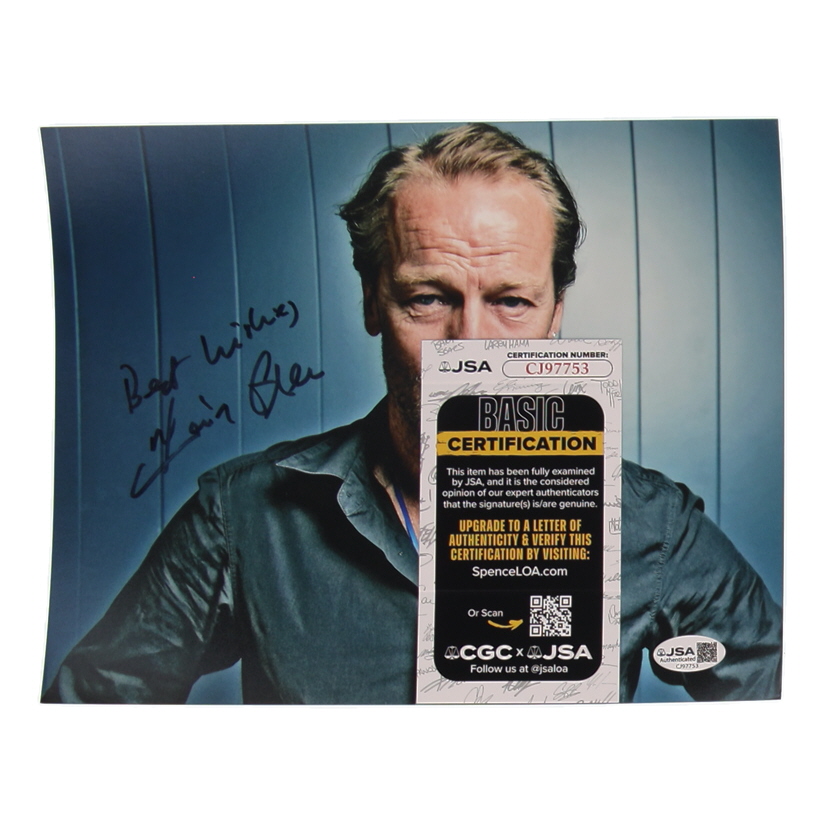 Best Wishes
JSA
CERTIFICATION NUMBER:
CJ97753
BASIC
CERTIFICATION
This item has been fully examined
by JSA, and it is the considered
opinion of our expert authenticators
that the signature(s) is/are genuine.
UPGRADE TO A LETTER OF
AUTHENTICITY & VERIFY THIS
CERTIFICATION BY VISITING:
SpenceLOA.com
Or Scan
CGC x JSA
Follow us at @jsaloa
JSA
Authenticated
CJ97753